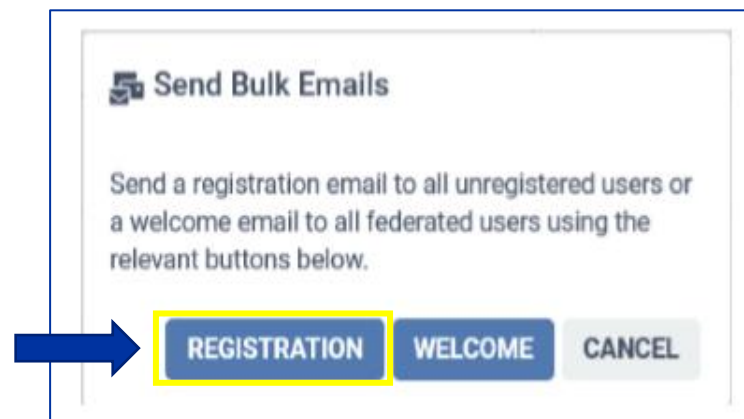 Send Bulk Emails
Send a registration email to all unregistered users or
a welcome email to all federated users using the
relevant buttons below.
REGISTRATION WELCOME CANCEL